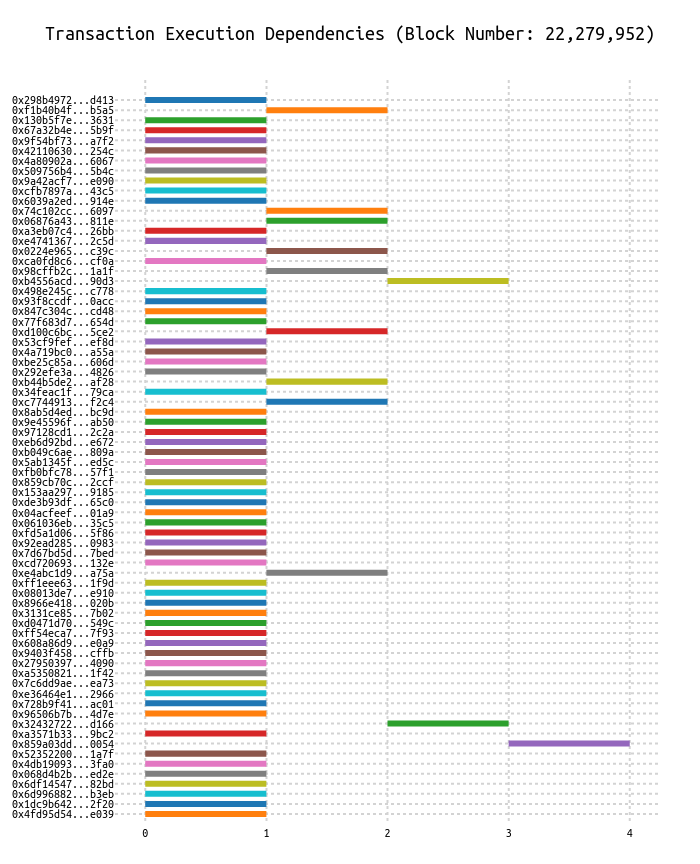 Transaction Execution Dependencies (Block Number: 22,279,952)
0x298b4972...d413
0xf1b40b4f...b5a5
0x130b5f7e...3631
0x67a32b4e...5b9f
0x9f54bf73...a7f2
0x42110630...254c
0x4a80902a...6067
0x509756b4...5b4c
0x9a42acf7...e090
0xcfb7897a...43c5
0x6039a2ed...914e
0x74c102cc...6097
0x06876a43...811e
0xa3eb07c4...26bb
0xe4741367...2c5d
0x0224e965...c39c
0xca0fd8c6...cf0a
0x98cffb2c...1a1f
0xb4556acd...90d3
0x498e245c...c778
0x93f8ccdf...0acc
0x847c304c...cd48
0x77f683d7...654d
0xd100c6bc...5ce2
0x53cf9fef...ef8d
0x4a719bc0...a55a
0xbe25c85a...606d
0x292efe3a...4826
0xb44b5de2...af28
0x34feac1f...79ca
0xc7744913...f2c4
0x8ab5d4ed...bc9d
0x9e45596f...ab50
0x97128cd1...2c2a
0xeb6d92bd...e672
0xb049c6ae...809a
0x5ab1345f...ed5c
0xfb0bfc78...57f1
0x859cb70c...2ccf
0x153aa297...9185
0xde3b93df...65c0
0x04acfeef...01a9
0x061036eb...35c5
0xfd5a1d06...5f86
0x92ead285...0983
0x7d67bd5d...7bed
0xcd720693...132e
0xe4abc1d9...a75a
0xff1eee63...1f9d
0x08013de7...e910
0x8966e418...020b
0x3131ce85...7b02
0xd0471d70...549c
0xff54eca7...7f93
0x608a86d9...e0a9
0x9403f458...cffb
0x27950397...4090
0xa5350821...1f42
0x7c6dd9ae...ea73
0xe36464e1...2966
0x728b9f41...ac01
0x96506b7b...4d7e
0x32432722...d166
0xa3571b33...9bc2
0x859a03dd...0054
0x52352200...1a7f
0x4db19093...3fa0
0x068d4b2b...ed2e
0x6df14547...82bd
0x6d996882...b3eb
0x1dc9b642...2f20
0x4fd95d54...e039
0 1 2 3 4